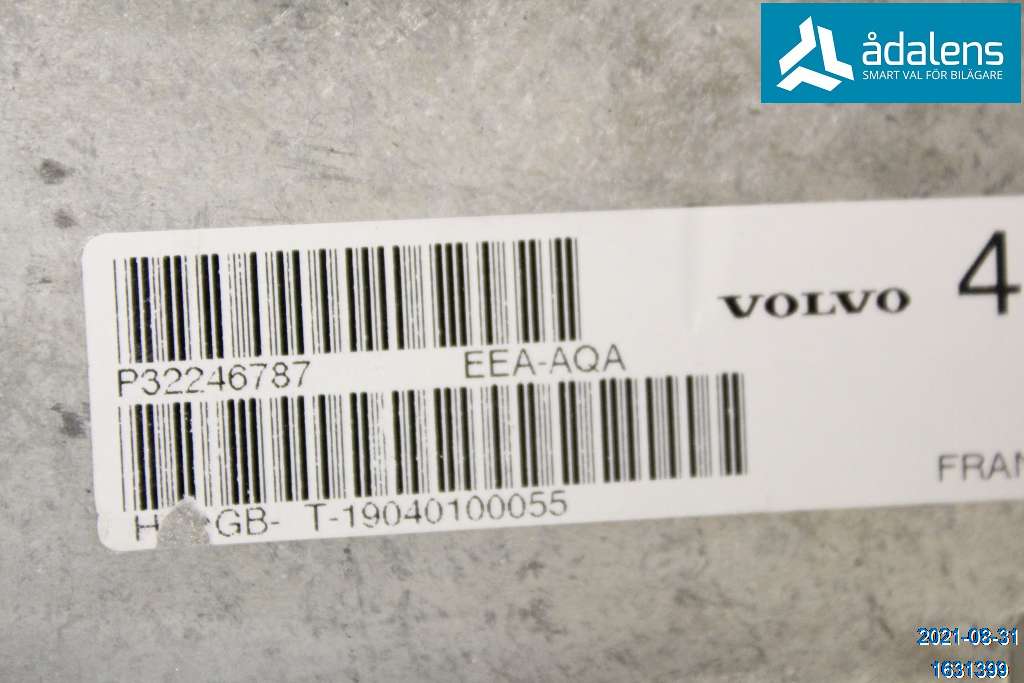 ådalens
SMART VAL FÖR BILÄGARE
VOLVO 4
P32246787 EEA-AQA
FRAN
GB- T-19040100055
2021-08-31
1631399